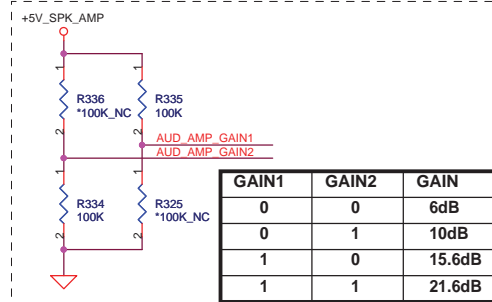 +5V_SPK_AMP
1
1
R336
*100K_NC
R335
100K
2
2
AUD_AMP_GAIN1
AUD_AMP_GAIN2
1
1
R334
100K
R325
*100K_NC
2
2
GAIN1 GAIN2 GAIN
0 0 6dB
0 1 10dB
1 0 15.6dB
1 1 21.6dB